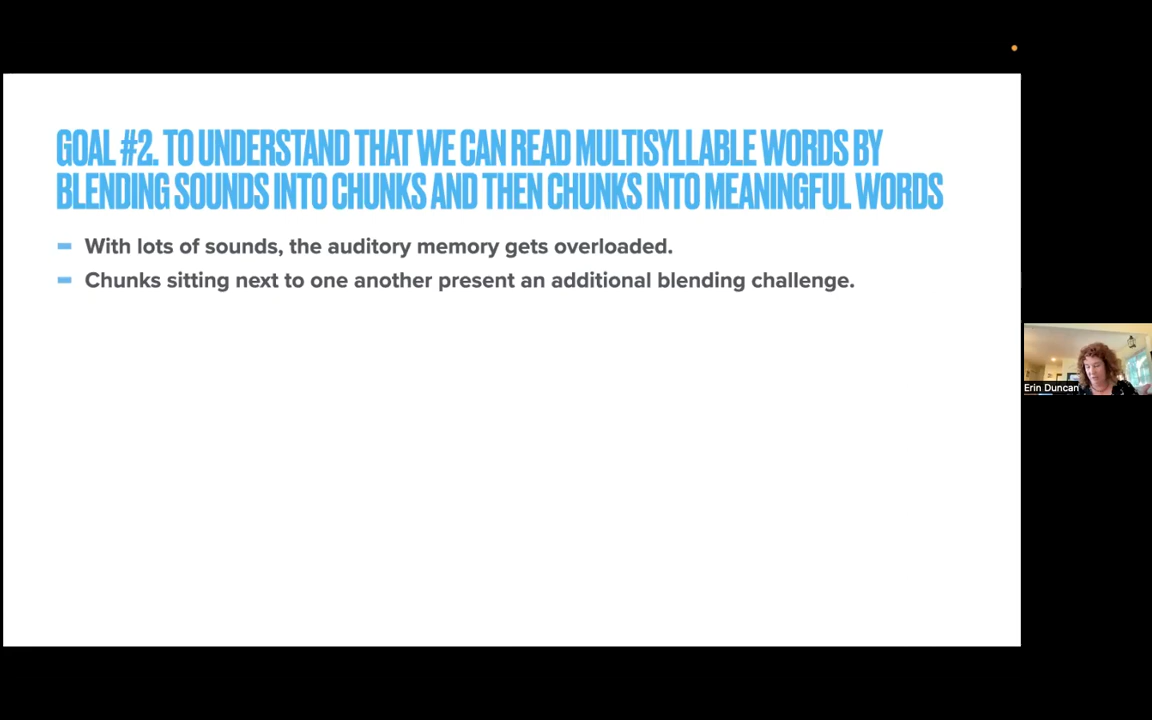 GOAL #2. TO UNDERSTAND THAT WE CAN READ MULTISYLLABLE WORDS BY
BLENDING SOUNDS INTO CHUNKS AND THEN CHUNKS INTO MEANINGFUL WORDS
With lots of sounds, the auditory memory gets overloaded.
Chunks sitting next to one another present an additional blending challenge.
Erin Duncan